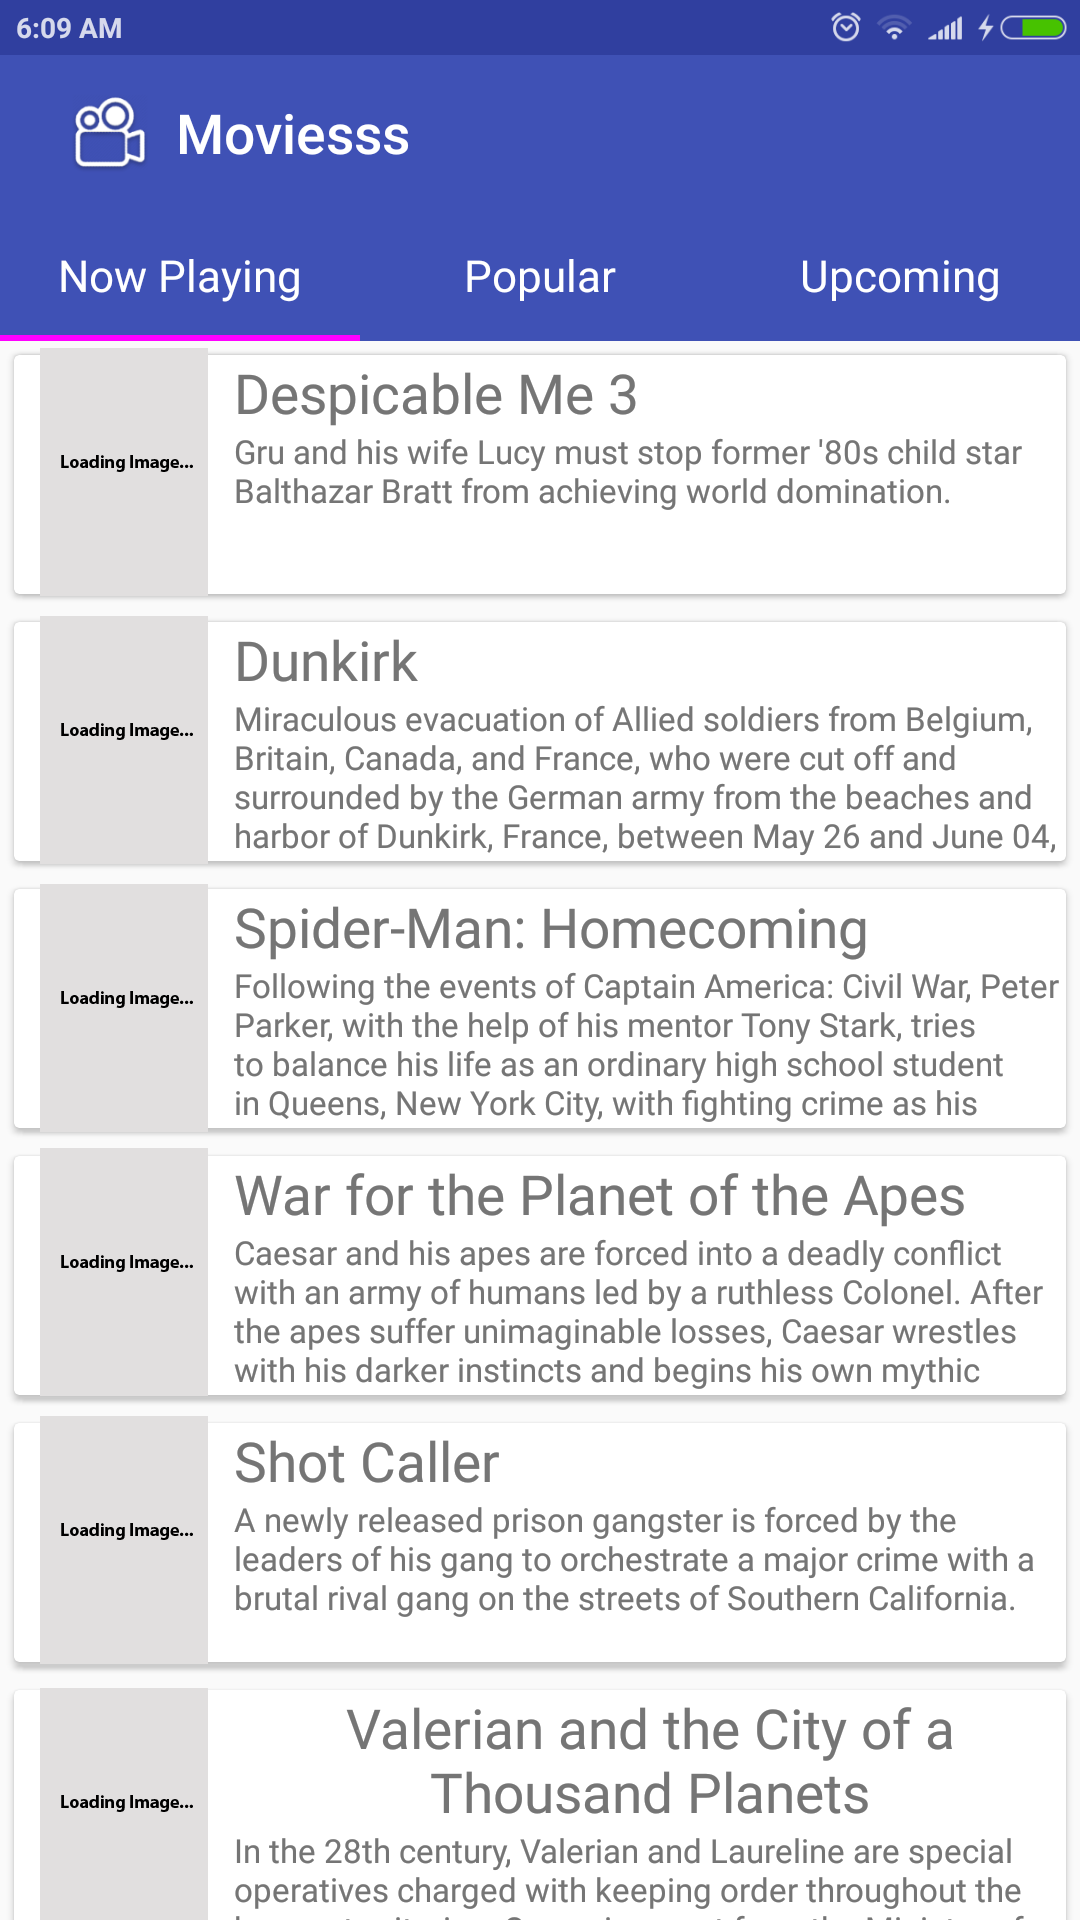 6:09 AM
Moviesss
Now Playing
Popular
Upcoming
Loading Image...
Despicable Me 3
Gru and his wife Lucy must stop former '80s child star
Balthazar Bratt from achieving world domination.
Loading Image...
Dunkirk
Miraculous evacuation of Allied soldiers from Belgium,
Britain, Canada, and France, who were cut off and
surrounded by the German army from the beaches and
harbor of Dunkirk, France, between May 26 and June 04,
Loading Image...
Spider-Man: Homecoming
Following the events of Captain America: Civil War, Peter
Parker, with the help of his mentor Tony Stark, tries
to balance his life as an ordinary high school student
in Queens, New York City, with fighting crime as his
Loading Image...
War for the Planet of the Apes
Caesar and his apes are forced into a deadly conflict
with an army of humans led by a ruthless Colonel. After
the apes suffer unimaginable losses, Caesar wrestles
with his darker instincts and begins his own mythic
Loading Image...
Shot Caller
A newly released prison gangster is forced by the
leaders of his gang to orchestrate a major crime with a
brutal rival gang on the streets of Southern California.
Loading Image...
Valerian and the City of a
Thousand Planets
In the 28th century, Valerian and Laureline are special
operatives charged with keeping order throughout the